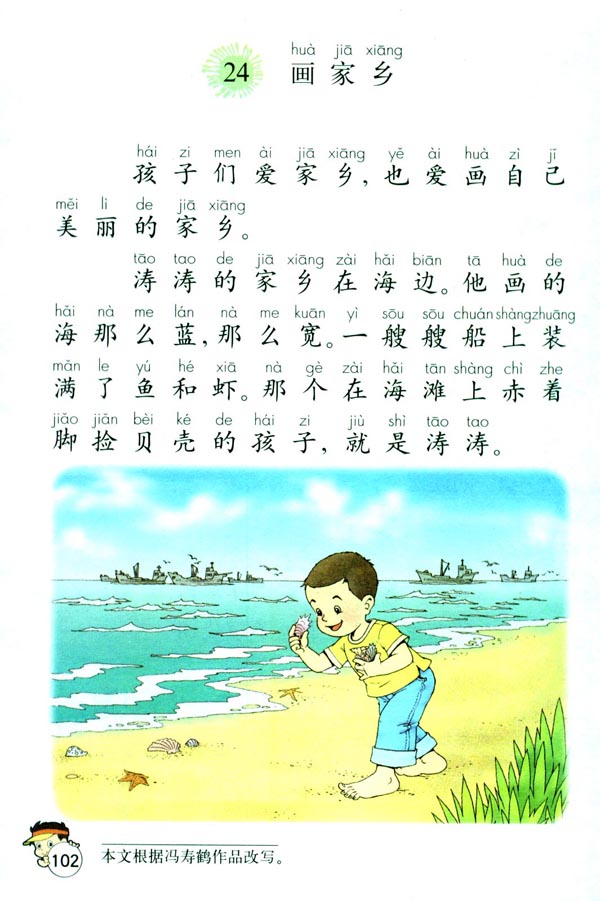 huà jiā xiāng
24 画家乡
hái zi men ài jiā xiāng yě ài huà zì jǐ
孩子们爱家乡，也爱画自己
měi lì de jiā xiāng
美丽的家乡。
tāo tao de jiā xiāng zài hǎi biān tā huà de
涛涛的家乡在海边。他画的
hǎi nà me lán nà me kuān yì sōu sōu chuán shàng zhuāng
海那么蓝，那么宽。一艘艘船上装
mǎn le yú hé xiā nà gè zài hǎi tān shàng chì zhe
满了鱼和虾。那个在海滩上赤着
jiǎo jiǎn bèi ké de hái zi jiù shì tāo tao
脚捡贝壳的孩子，就是涛涛。
102
本文根据冯寿鹤作品改写。